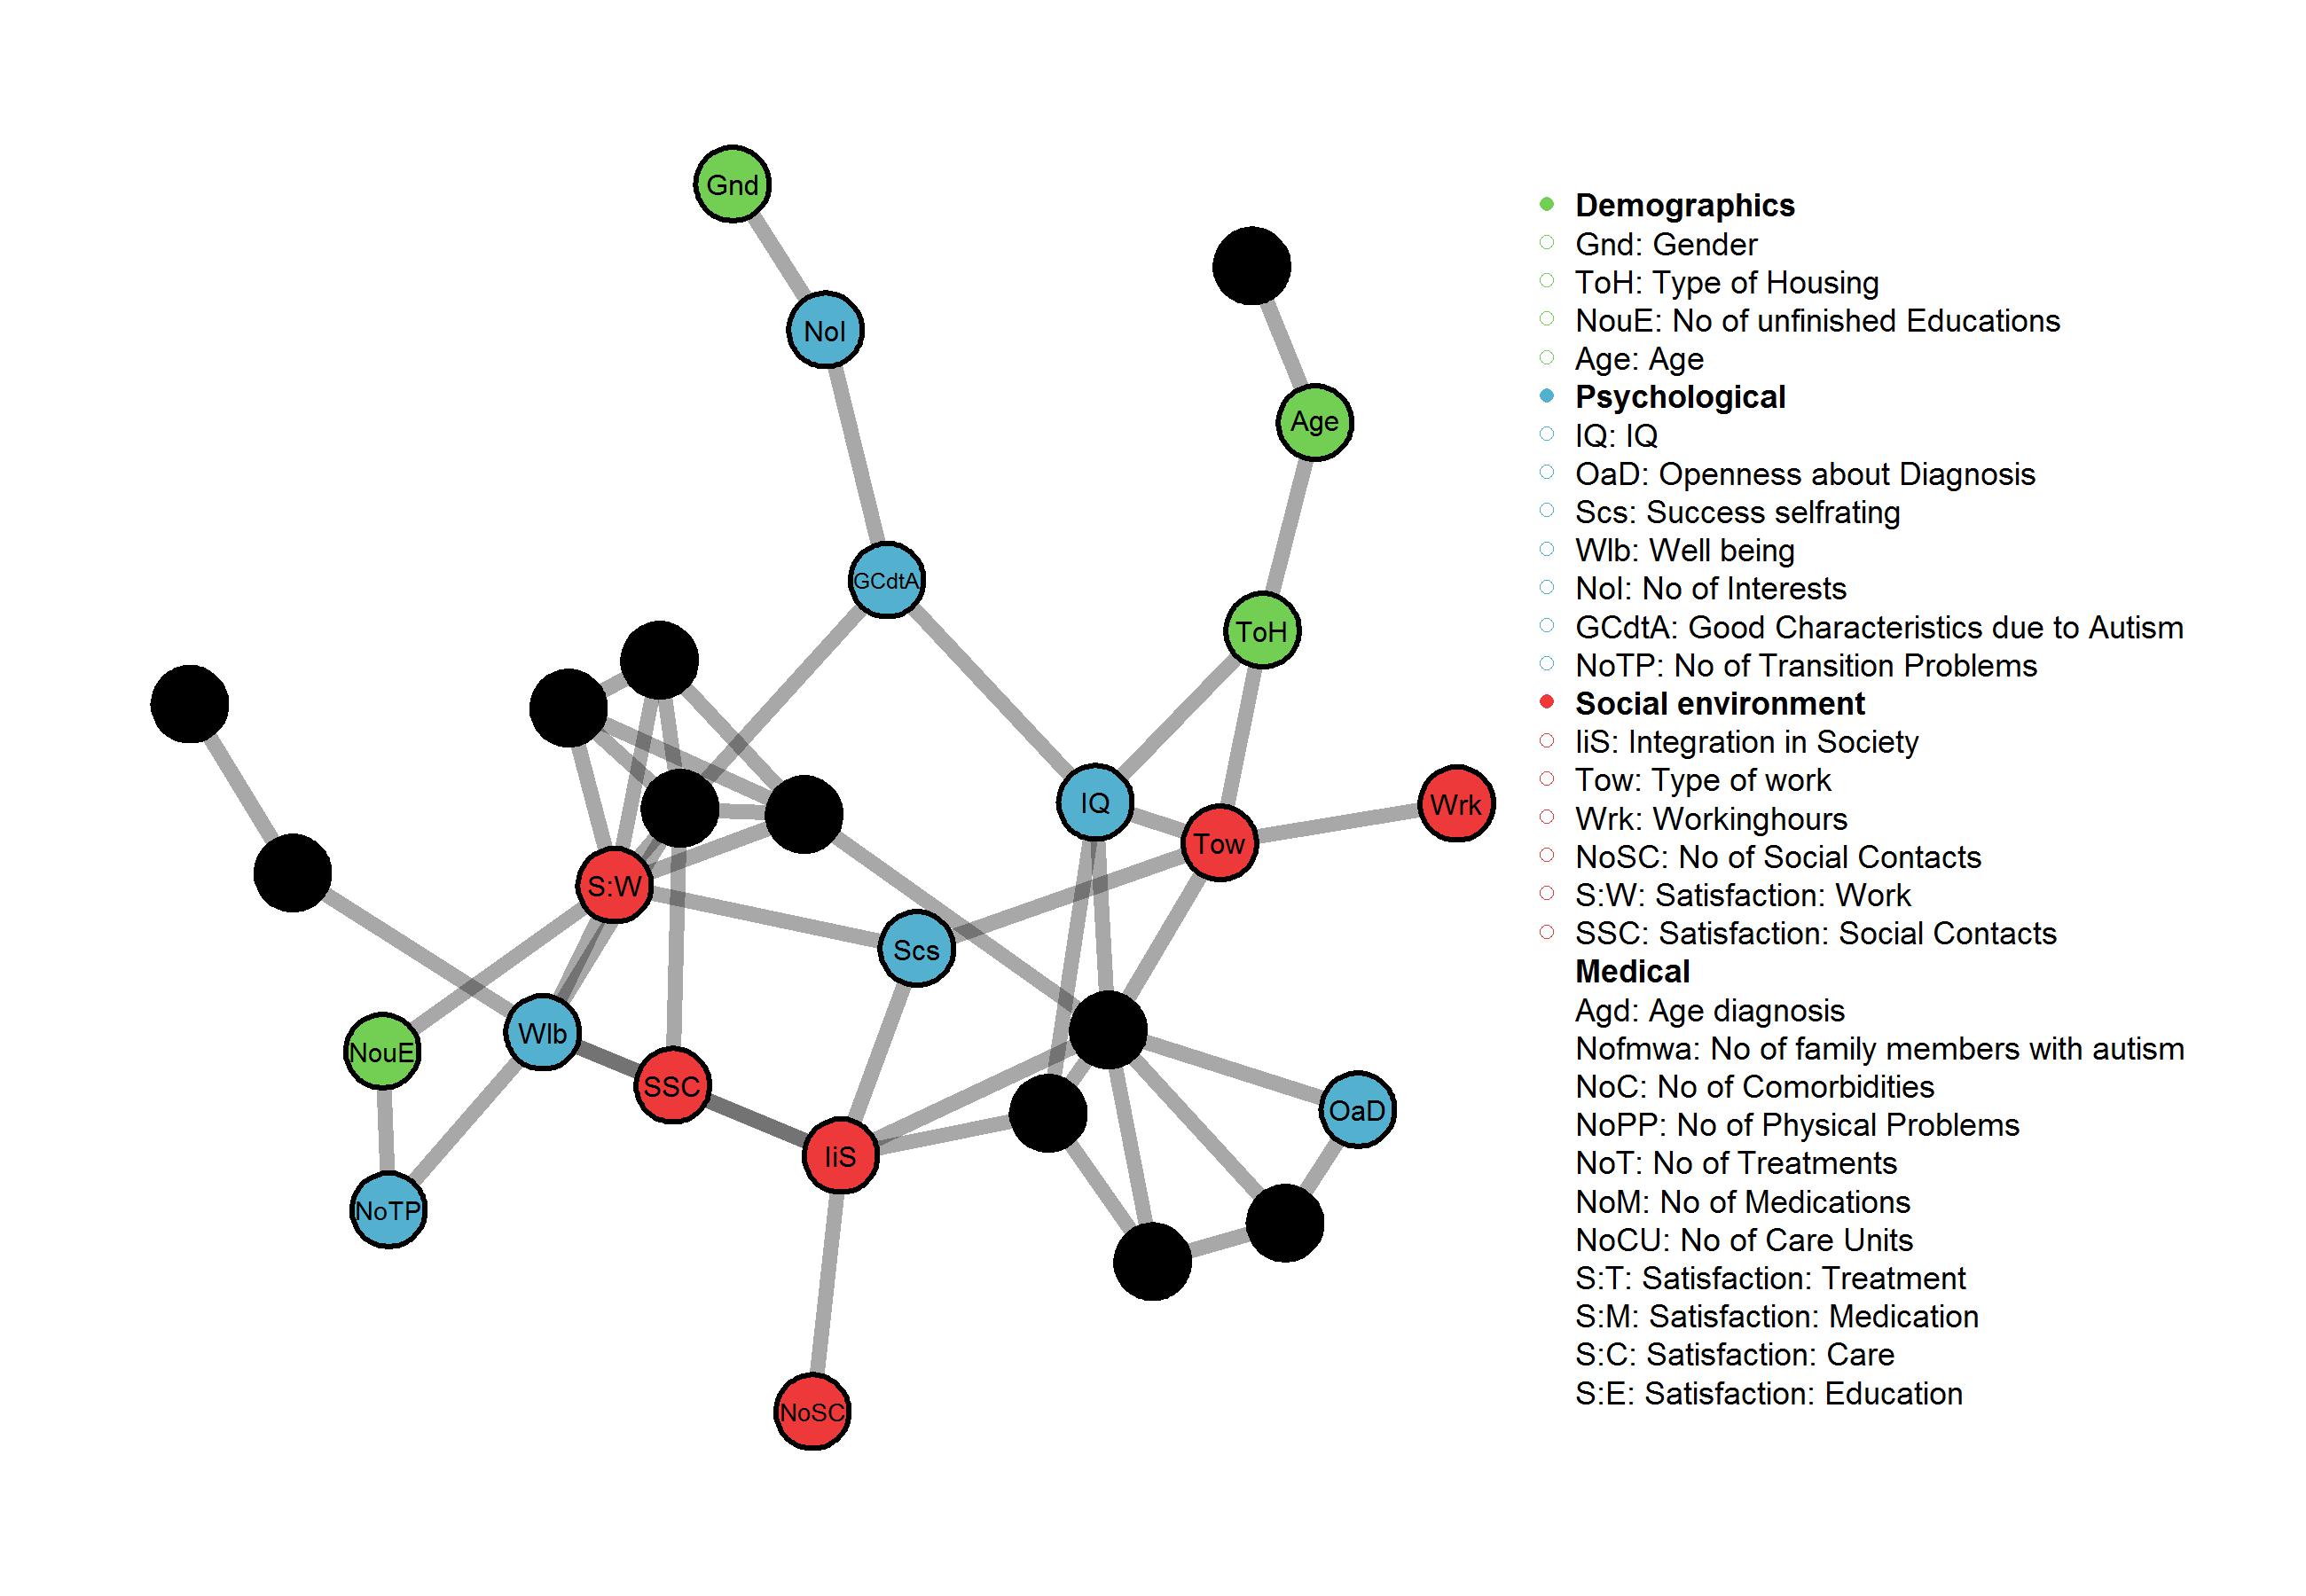 Gnd
NoI
Age
GCdtA
ToH
IQ
Wrk
Tow
S:W
Scs
Wlb
NouE
SSC
OaD
IiS
NoTP
NoSC
Demographics
Gnd: Gender
ToH: Type of Housing
NouE: No of unfinished Educations
Age: Age
Psychological
IQ: IQ
OaD: Openness about Diagnosis
Scs: Success selfrating
Wlb: Well being
NoI: No of Interests
GCdtA: Good Characteristics due to Autism
NoTP: No of Transition Problems
Social environment
IiS: Integration in Society
Tow: Type of work
Wrk: Workinghours
NoSC: No of Social Contacts
S:W: Satisfaction: Work
SSC: Satisfaction: Social Contacts
Medical
Agd: Age diagnosis
Nofmwa: No of family members with autism
NoC: No of Comorbidities
NoPP: No of Physical Problems
NoT: No of Treatments
NoM: No of Medications
NoCU: No of Care Units
S:T: Satisfaction: Treatment
S:M: Satisfaction: Medication
S:C: Satisfaction: Care
S:E: Satisfaction: Education